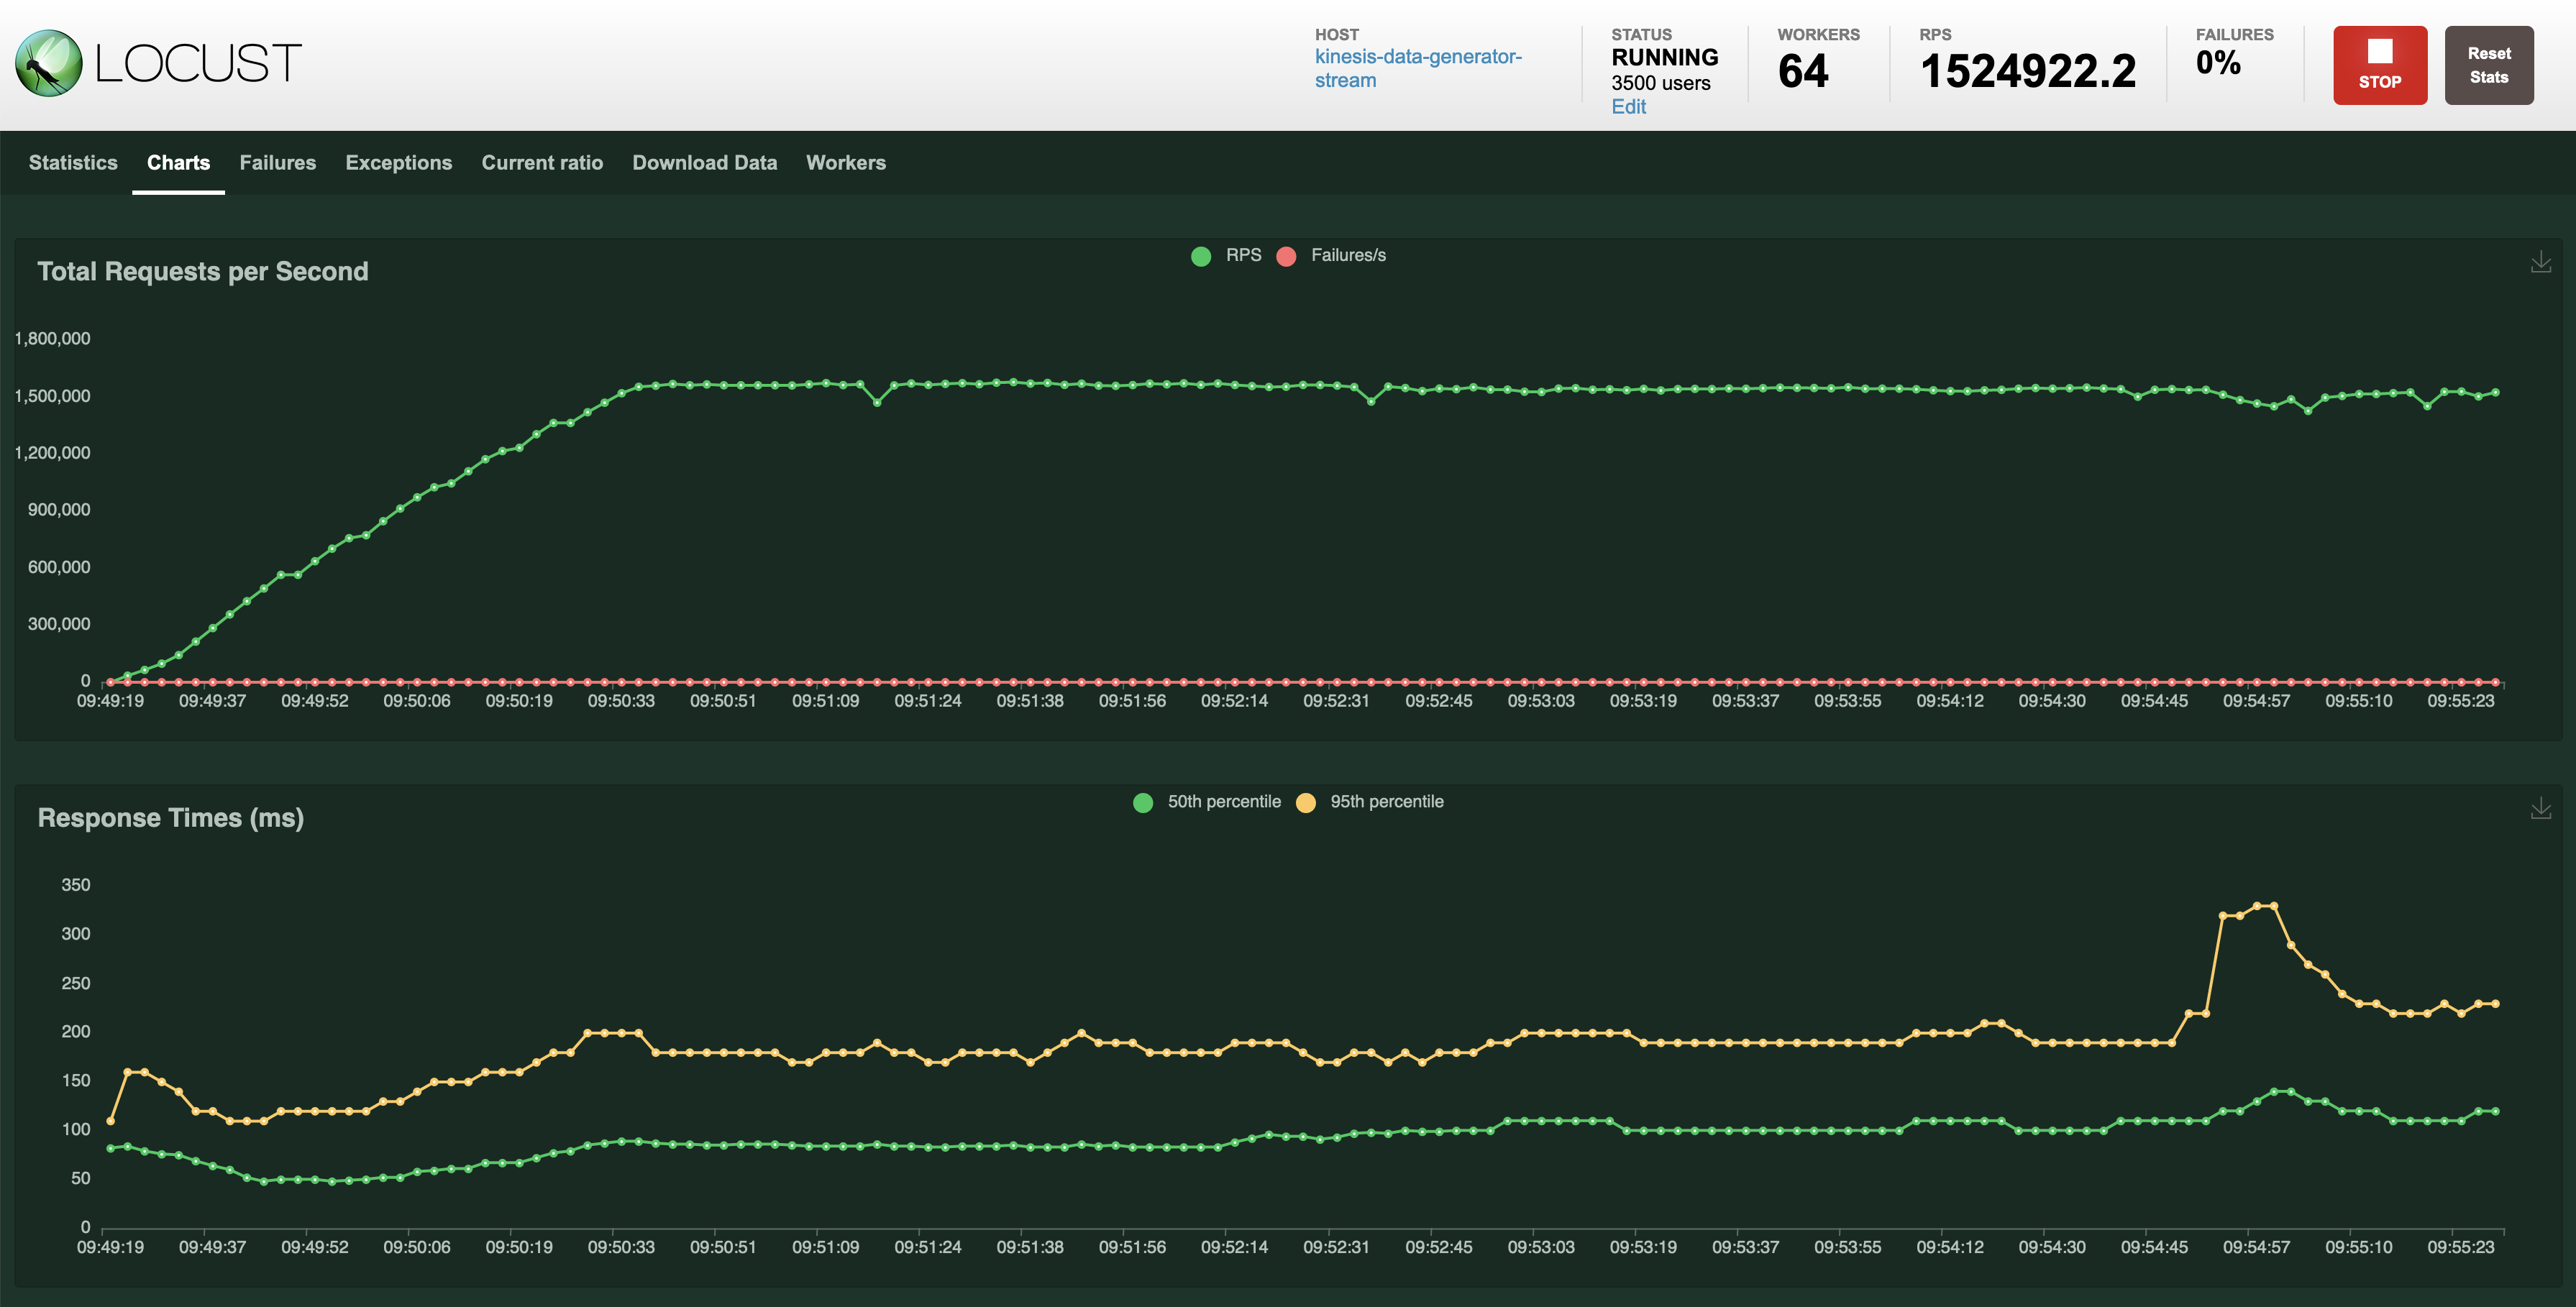 LOCUST
HOST
kinesis-data-generator-
stream
STATUS
RUNNING
3500 users
Edit
WORKERS
64
RPS
1524922.2
FAILURES
0%
STOP
Reset
Stats
Statistics Charts Failures Exceptions Current ratio Download Data Workers
Total Requests per Second
RPS Failures/s
1,800,000
1,500,000
1,200,000
900,000
600,000
300,000
0
09:49:19 09:49:37 09:49:52 09:50:06 09:50:19 09:50:33 09:50:51 09:51:09 09:51:24 09:51:38 09:51:56 09:52:14 09:52:31 09:52:45 09:53:03 09:53:19 09:53:37 09:53:55 09:54:12 09:54:30 09:54:45 09:54:57 09:55:10 09:55:23
Response Times (ms)
50th percentile 95th percentile
350
300
250
200
150
100
50
0
09:49:19 09:49:37 09:49:52 09:50:06 09:50:19 09:50:33 09:50:51 09:51:09 09:51:24 09:51:38 09:51:56 09:52:14 09:52:31 09:52:45 09:53:03 09:53:19 09:53:37 09:53:55 09:54:12 09:54:30 09:54:45 09:54:57 09:55:10 09:55:23